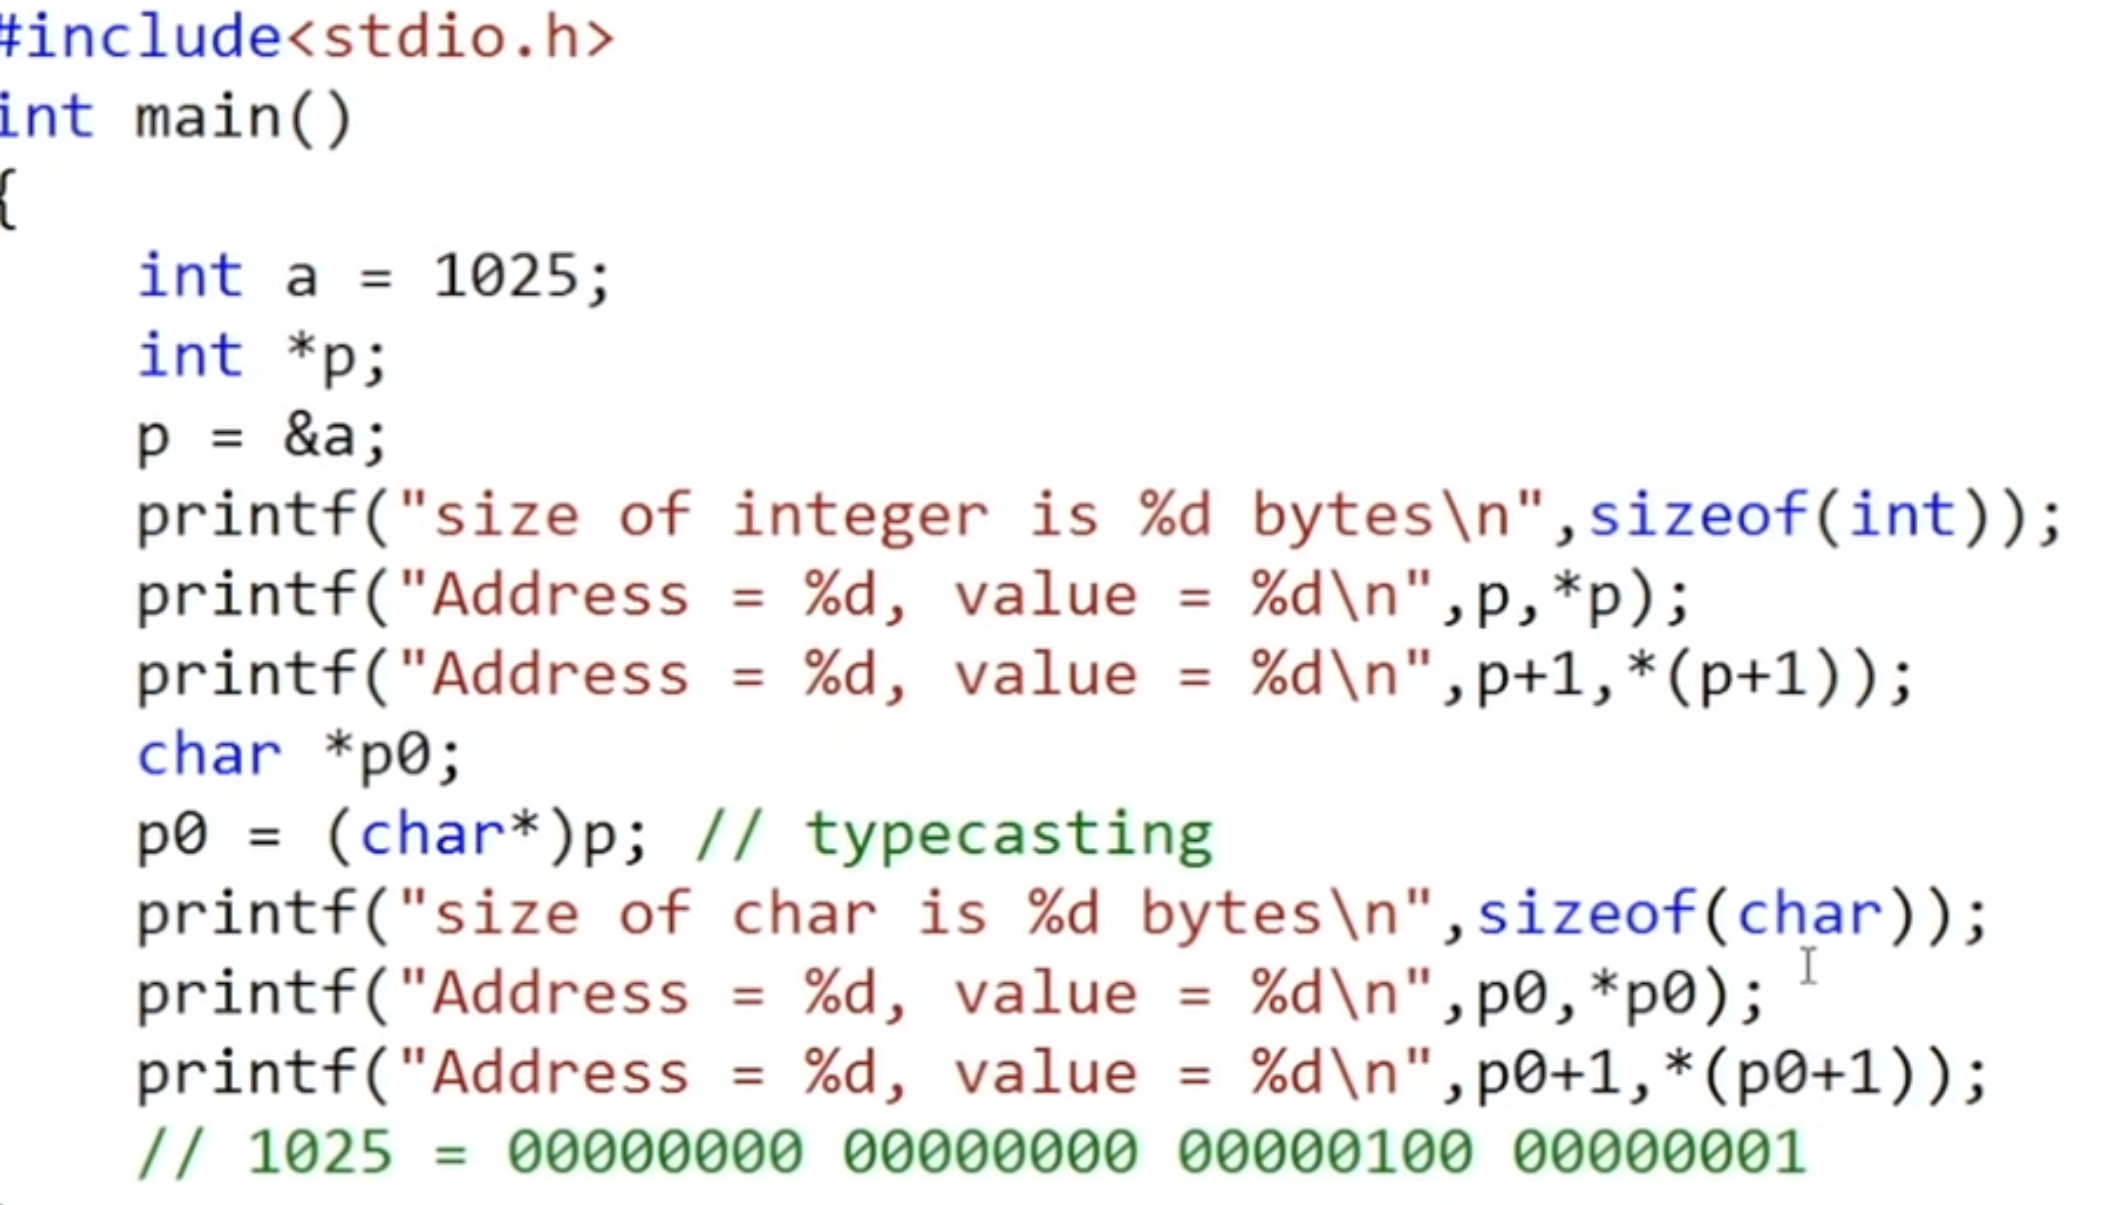 #include<stdio.h>
int main()
{
    int a = 1025;
    int *p;
    p = &a;
    printf("size of integer is %d bytes\n",sizeof(int));
    printf("Address = %d, value = %d\n",p,*p);
    printf("Address = %d, value = %d\n",p+1,*(p+1));
    char *p0;
    p0 = (char*)p; // typecasting
    printf("size of char is %d bytes\n",sizeof(char));
    printf("Address = %d, value = %d\n",p0,*p0);
    printf("Address = %d, value = %d\n",p0+1,*(p0+1));
    // 1025 = 00000000 00000000 00000100 00000001